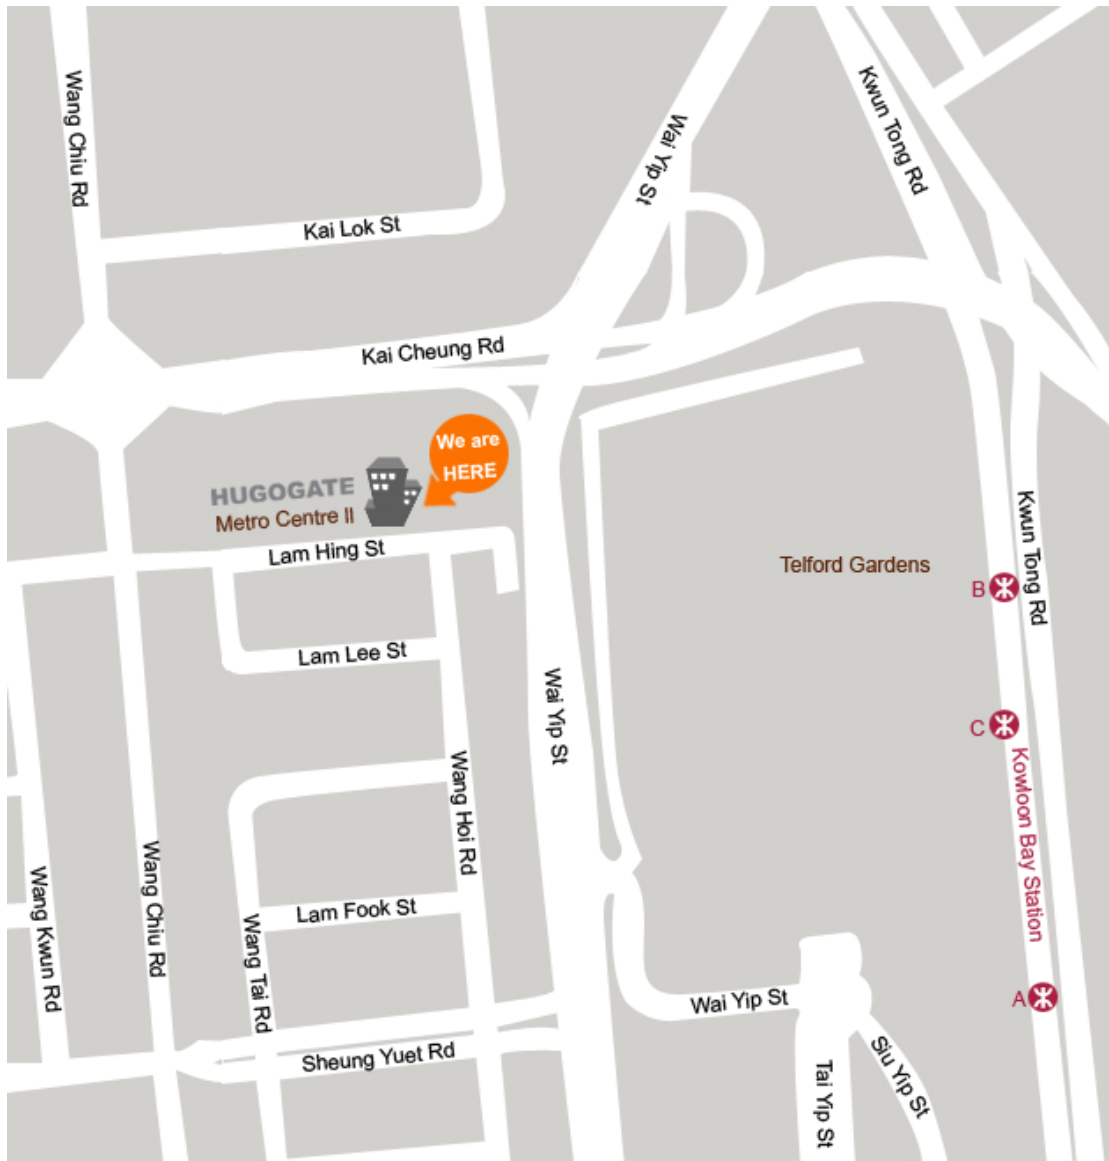 Wang Chiu Rd
Kwun Tong Rd
Wai Yip St
Kai Lok St
Kai Cheung Rd
We are
HERE
HUGOGATE
Metro Centre II
Lam Hing St
Telford Gardens
B
Kwun Tong Rd
Lam Lee St
Wai Yip St
C
Kowloon Bay Station
Wang Hoi Rd
Wang Chiu Rd
Wang Kwun Rd
Lam Fook St
Wang Tai Rd
Wai Yip St
A
Sheung Yuet Rd
Tai Yip St
Siu Yip St